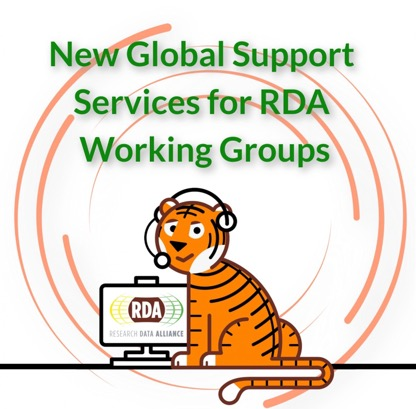 New Global Support
Services for RDA
Working Groups
RDA
RESEARCH DATA ALLIANCE